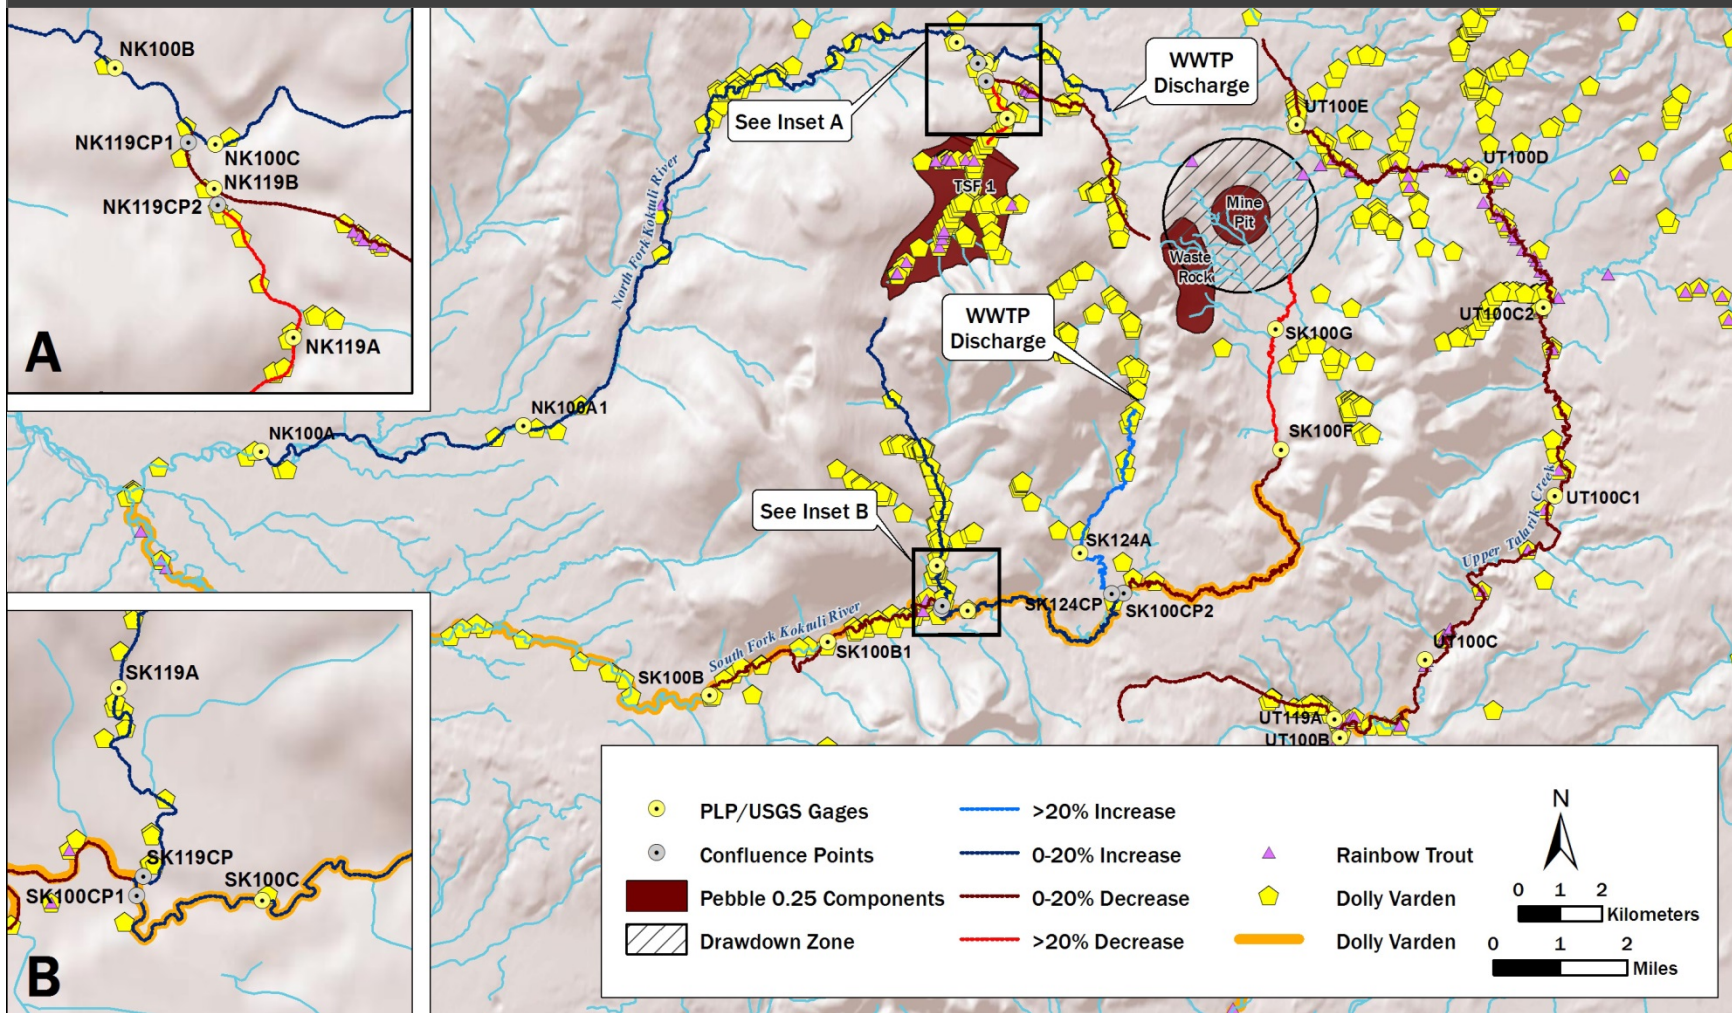 NK100B
NK119CP1
NK100C
NK119B
NK119CP2
NK119A
A
See Inset A
WWTP
Discharge
UT100E
UT100D
TSF 1
Mine
Pit
Waste
Rock
North Fork Koktuli River
WWTP
Discharge
SK100G
UT100C2
NK100A1
NK100A
SK100F
See Inset B
UT100C1
Upper Talarik Creek
SK124A
SK124CP
SK100CP2
South Fork Koktuli River
SK100B1
SK100B
UT100C
UT119A
UT100B
SK119A
SK119CP
SK100C
SK100CP1
B
PLP/USGS Gages
Confluence Points
Pebble 0.25 Components
Drawdown Zone
>20% Increase
0-20% Increase
0-20% Decrease
>20% Decrease
Rainbow Trout
Dolly Varden
Dolly Varden
N
0 1 2
Kilometers
0 1 2
Miles